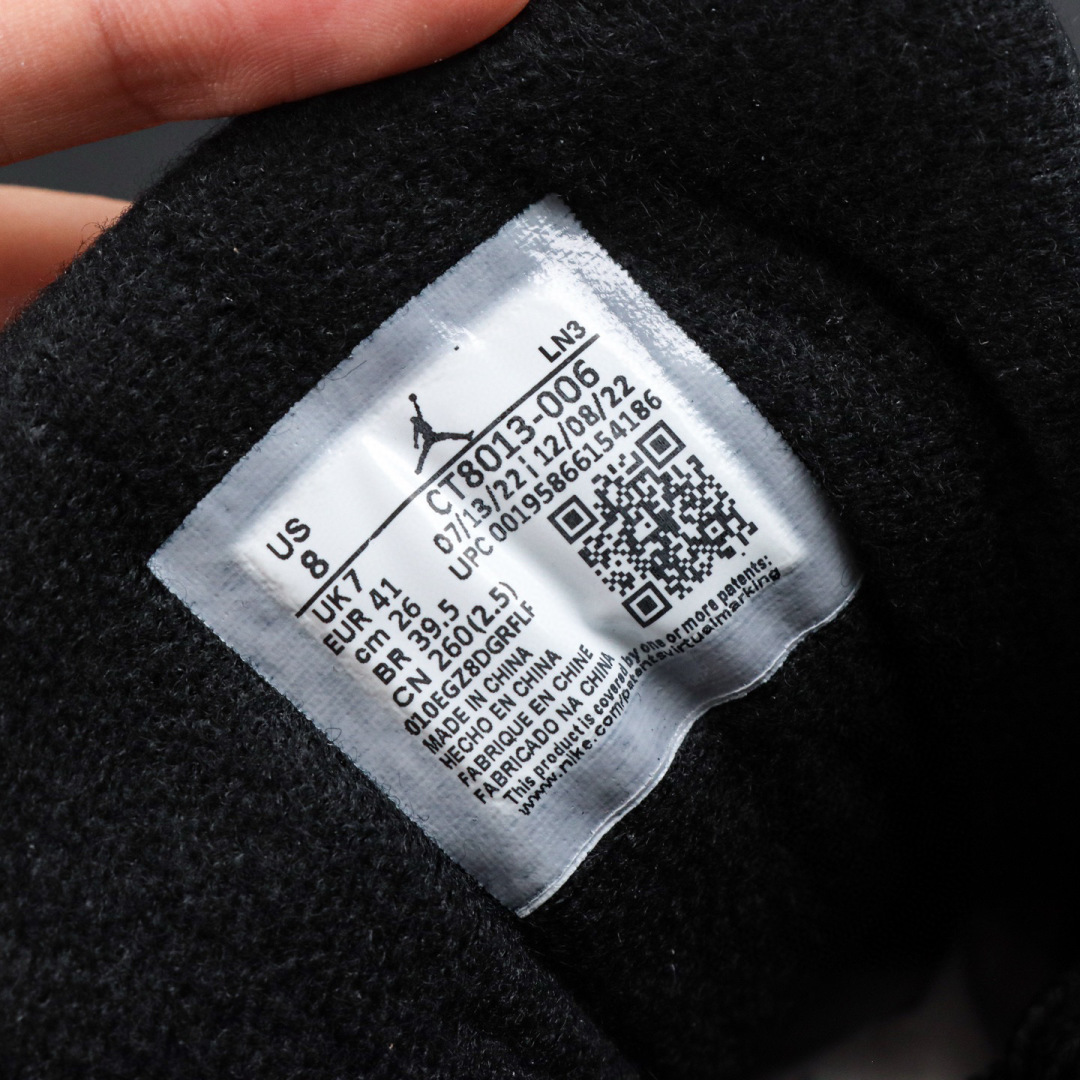 LN3
US
8
CT8013-006
07/13/22 | 12/08/22
UPC 00195866154186
UK 7
EUR 41
cm 26
BR 39.5
CN 260(2.5)
010EGZ8DGRFLF
MADE IN CHINA
HECHO EN CHINA
FABRIQUE EN CHINE
FABRICADO NA CHINA
This product is covered by one or more patents:
www.nike.com/patentsvirtualmarking